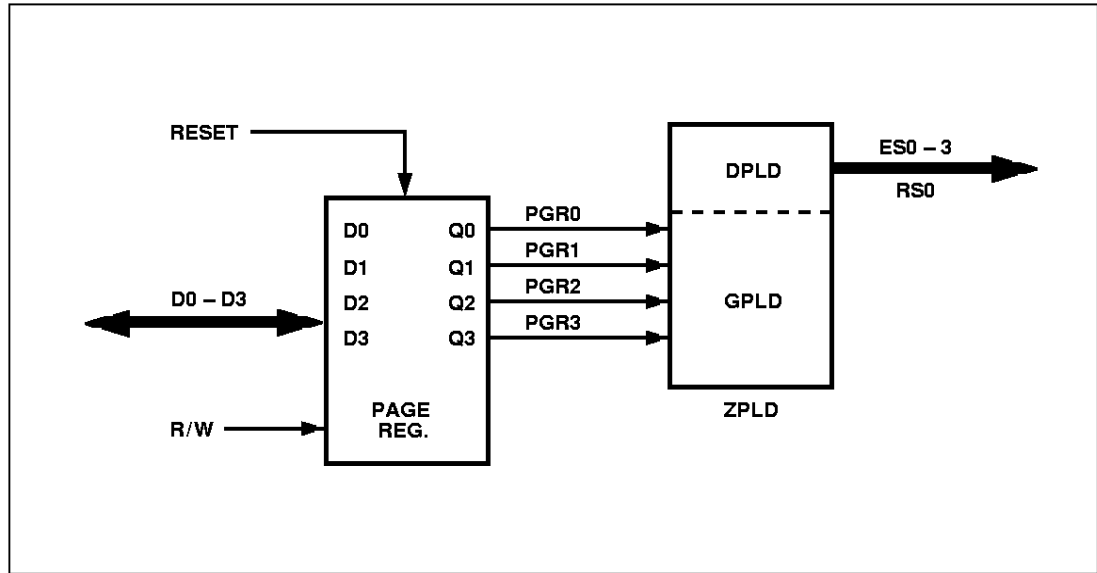 RESET
ES0 – 3
DPLD
RS0
D0 Q0 PGR0
D1 Q1 PGR1
D0 – D3
D2 Q2 PGR2
GPLD
D3 Q3 PGR3
PAGE
REG.
ZPLD
R/W